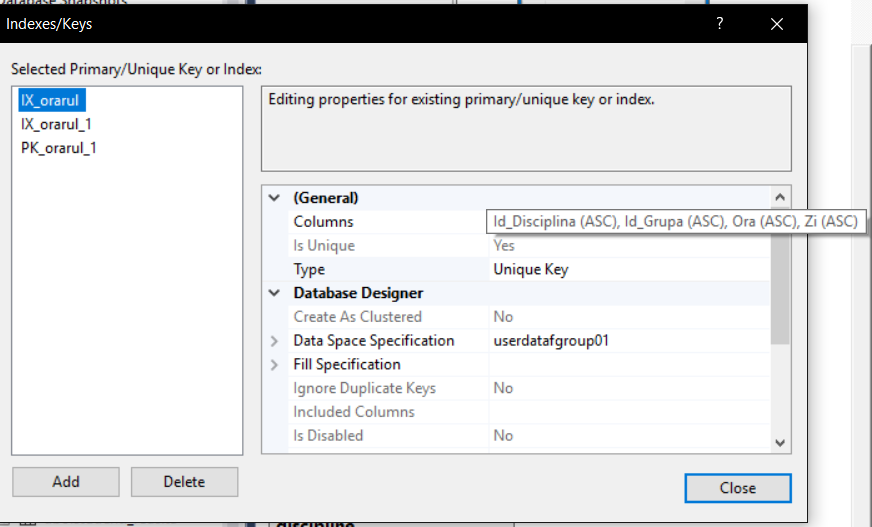 Database Snapshots
Indexes/Keys
?
Selected Primary/Unique Key or Index:
IX_orarul
IX_orarul_1
PK_orarul_1
Editing properties for existing primary/unique key or index.
(General)
Columns Id_Disciplina (ASC), Id_Grupa (ASC), Ora (ASC), Zi (ASC)
Is Unique Yes
Type Unique Key
Database Designer
Create As Clustered No
Data Space Specification userdatafgroup01
Fill Specification
Ignore Duplicate Keys No
Included Columns
Is Disabled No
Add Delete
Close
discipline